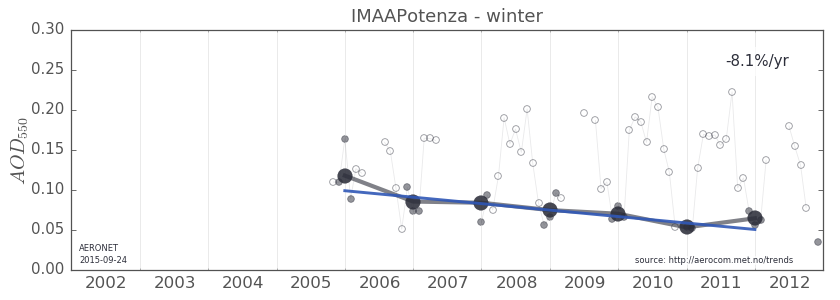 IMAAPotenza - winter
-8.1%/yr
0.30
0.25
0.20
0.15
0.10
0.05
0.00
AOD550
AERONET
2015-09-24
source: http://aerocom.met.no/trends
2002 2003 2004 2005 2006 2007 2008 2009 2010 2011 2012